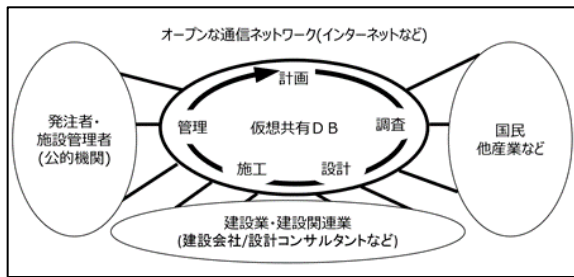 オープンな通信ネットワーク(インターネットなど)
計画
発注者・
施設管理者
(公的機関)
管理
仮想共有DB
調査
国民
他産業など
施工
設計
建設業・建設関連業
(建設会社/設計コンサルタントなど)